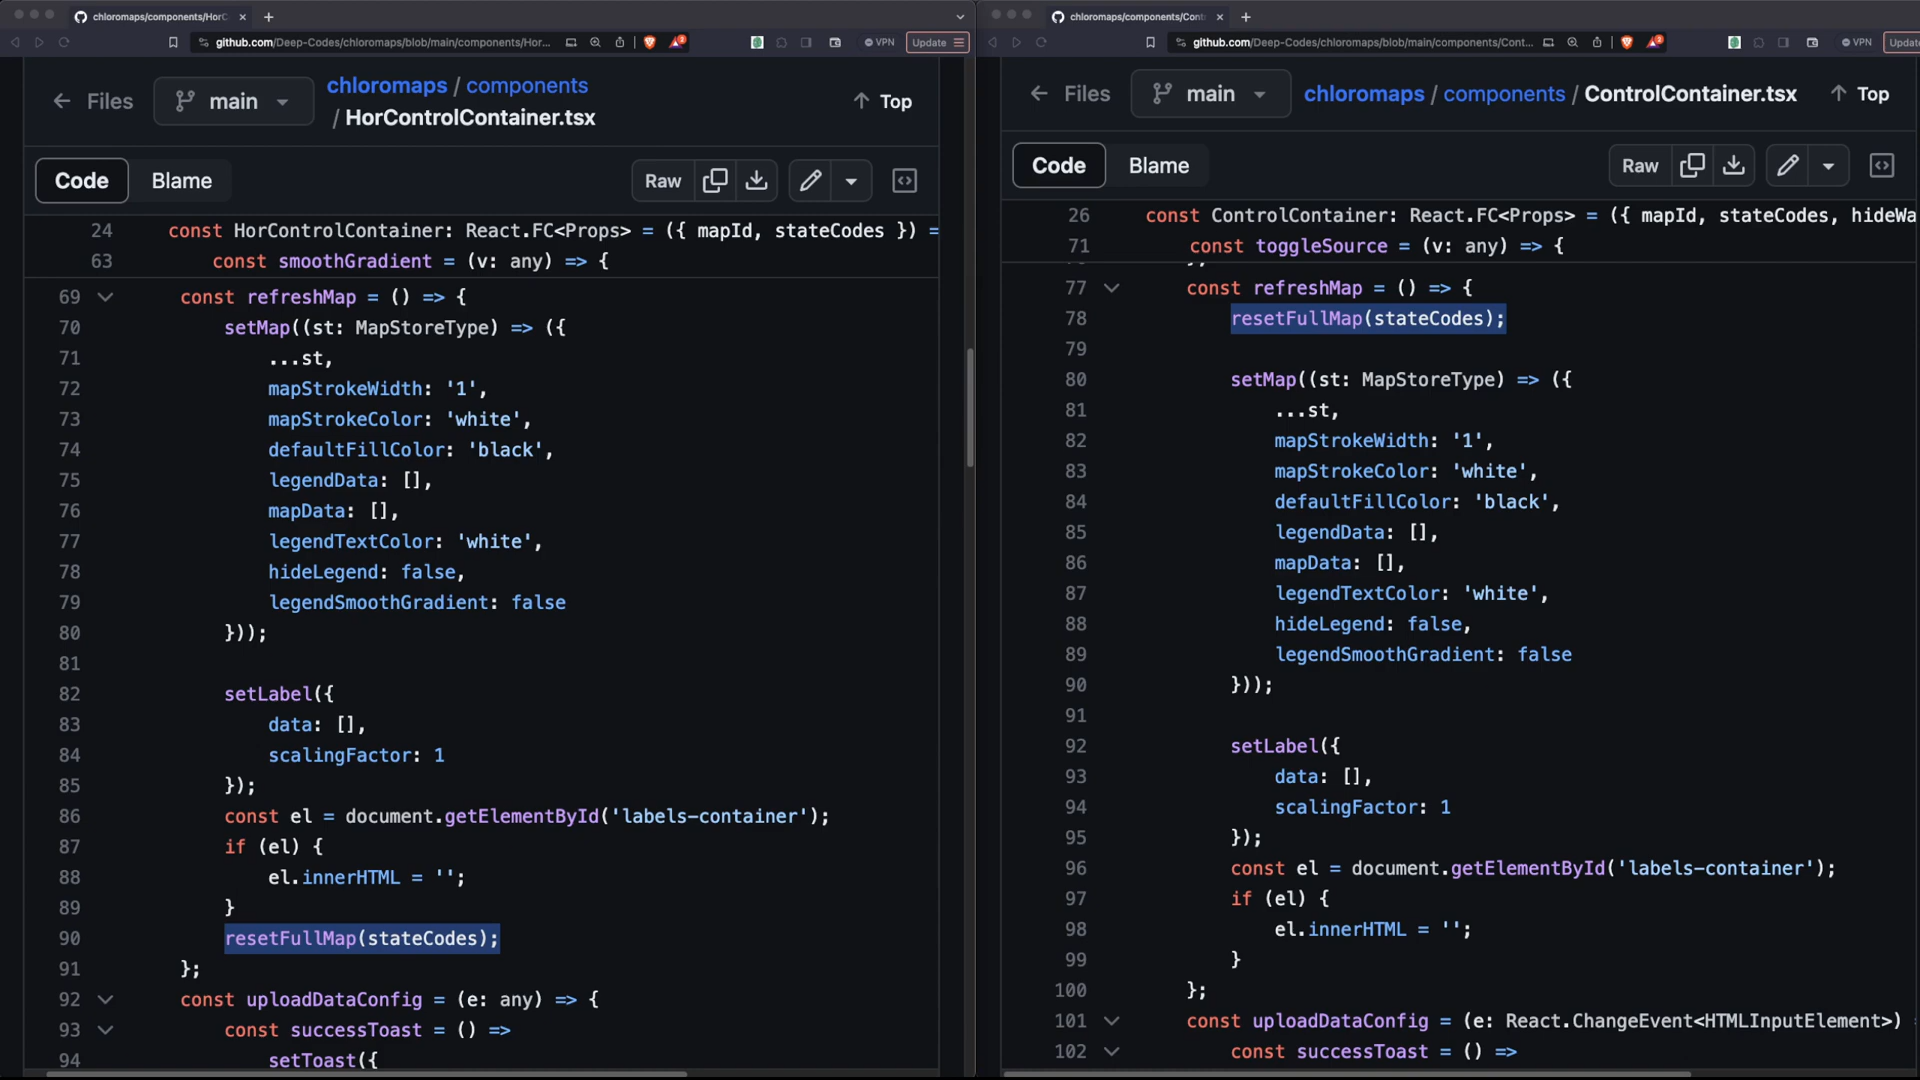 chloromaps/components/HorC
github.com/Deep-Codes/chloromaps/blob/main/components/Hor...
VPN
Update
Files
main
chloromaps / components
/ HorControlContainer.tsx
Top
Code
Blame
Raw
24 const HorControlContainer: React.FC<Props> = ({ mapId, stateCodes }) =
63 const smoothGradient = (v: any) => {
69 const refreshMap = () => {
70 setMap((st: MapStoreType) => ({
71 ...st,
72 mapStrokeWidth: '1',
73 mapStrokeColor: 'white',
74 defaultFillColor: 'black',
75 legendData: [],
76 mapData: [],
77 legendTextColor: 'white',
78 hideLegend: false,
79 legendSmoothGradient: false
80 }));
81
82 setLabel({
83 data: [],
84 scalingFactor: 1
85 });
86 const el = document.getElementById('labels-container');
87 if (el) {
88 el.innerHTML = '';
89 }
90 resetFullMap(stateCodes);
91 };
92 const uploadDataConfig = (e: any) => {
93 const successToast = () =>
94 setToast({
chloromaps/components/Cont
github.com/Deep-Codes/chloromaps/blob/main/components/Cont...
VPN
Update
Files
main
chloromaps / components / ControlContainer.tsx
Top
Code
Blame
Raw
26 const ControlContainer: React.FC<Props> = ({ mapId, stateCodes, hideWa
71 const toggleSource = (v: any) => {
77 const refreshMap = () => {
78 resetFullMap(stateCodes);
79
80 setMap((st: MapStoreType) => ({
81 ...st,
82 mapStrokeWidth: '1',
83 mapStrokeColor: 'white',
84 defaultFillColor: 'black',
85 legendData: [],
86 mapData: [],
87 legendTextColor: 'white',
88 hideLegend: false,
89 legendSmoothGradient: false
90 }));
91
92 setLabel({
93 data: [],
94 scalingFactor: 1
95 });
96 const el = document.getElementById('labels-container');
97 if (el) {
98 el.innerHTML = '';
99 }
100 };
101 const uploadDataConfig = (e: React.ChangeEvent<HTMLInputElement>)
102 const successToast = () =>